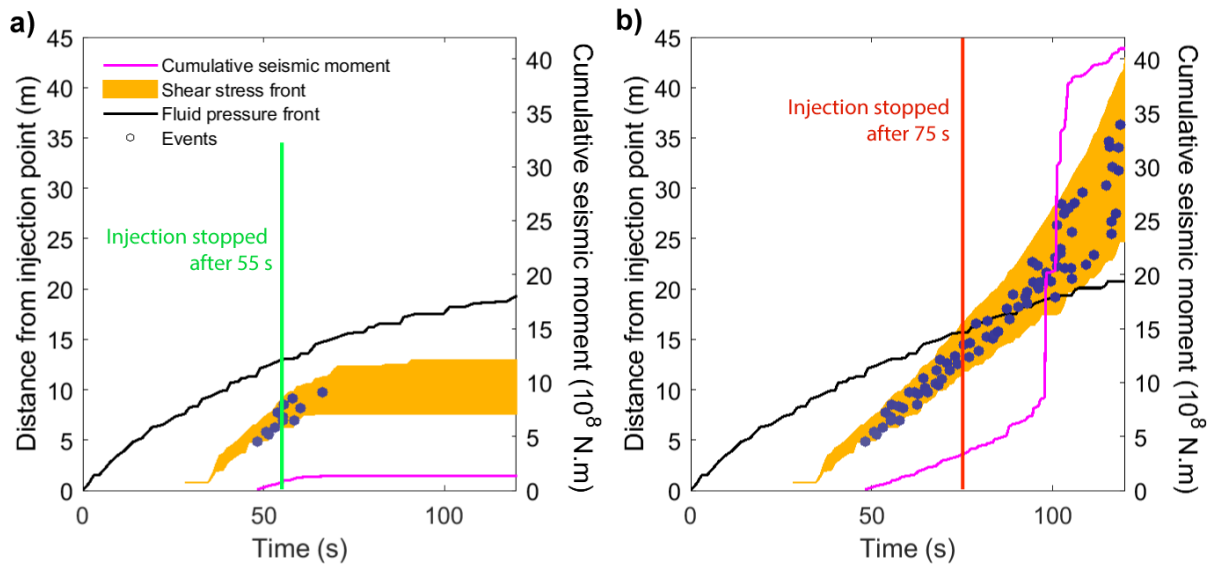 a)
45
40
35
30
25
20
15
10
5
0
Distance from injection point (m)
Cumulative seismic moment
Shear stress front
Fluid pressure front
Events
Injection stopped
after 55 s
40
35
30
25
20
15
10
5
0
Cumulative seismic moment (10^8 N.m)
0
50
100
Time (s)
b)
45
40
35
30
25
20
15
10
5
0
Distance from injection point (m)
Injection stopped
after 75 s
40
35
30
25
20
15
10
5
0
Cumulative seismic moment (10^8 N.m)
0
50
100
Time (s)